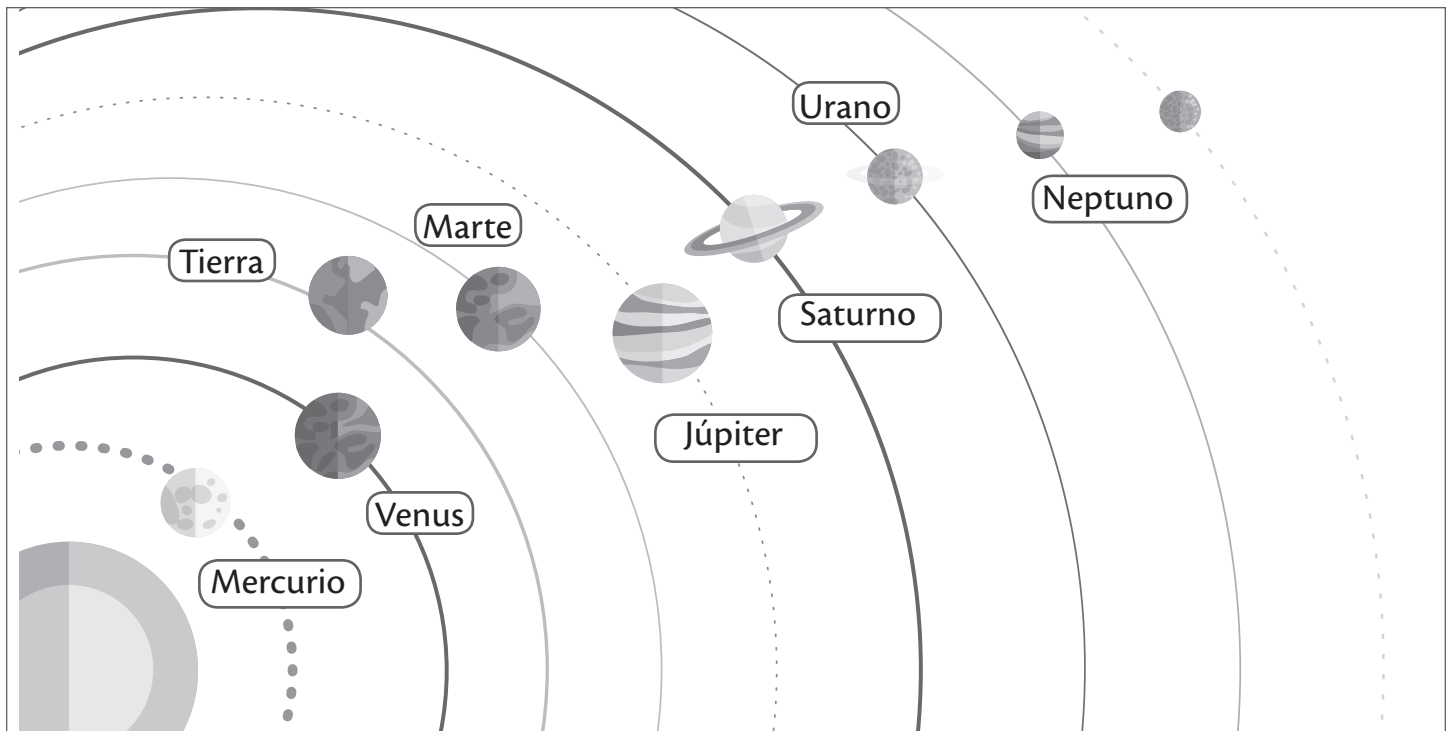 Urano
Neptuno
Marte
Tierra
Saturno
Júpiter
Venus
Mercurio